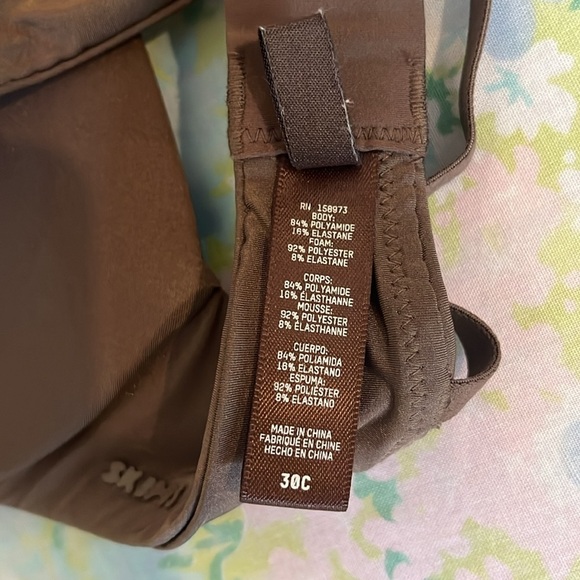 RN 158973
BODY:
84% POLYAMIDE
16% ELASTANE
FOAM:
92% POLYESTER
8% ELASTANE
CORPS:
84% POLYAMIDE
16% ÉLASTHANNE
MOUSSE:
92% POLYESTER
8% ÉLASTHANNE
CUERPO:
84% POLIAMIDA
16% ELASTANO
ESPUMA:
92% POLIÉSTER
8% ELASTANO
MADE IN CHINA
FABRIQUÉ EN CHINE
HECHO EN CHINA
30C
SKIMS